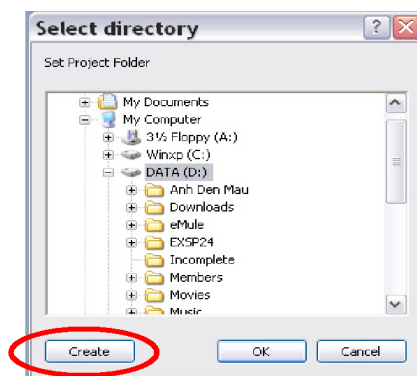 Select directory
Set Project Folder
My Documents
My Computer
3½ Floppy (A:)
Winxp (C:)
DATA (D:)
Anh Den Mau
Downloads
eMule
EXSP24
Incomplete
Members
Movies
Music
Create
OK
Cancel